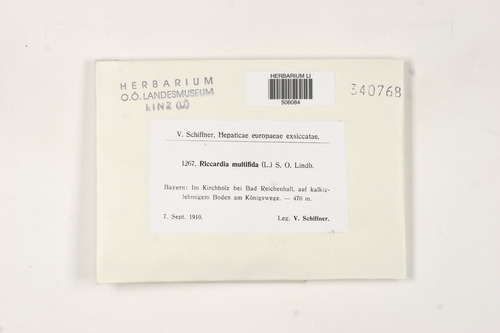 HERBARIUM
O.Ö. LANDESMUSEUM
LINZ (U)
HERBARIUM LI
506084
340768
V. Schiffner, Hepaticae europaeae exsiccatae.
1267. Riccardia multifida (L.) S. O. Lindb.
Bayern: Im Kirchholz bei Bad Reichenhall, auf kalkig-
lehmigem Boden am Königswege. — 470 m.
7. Sept. 1910.
Leg. V. Schiffner.